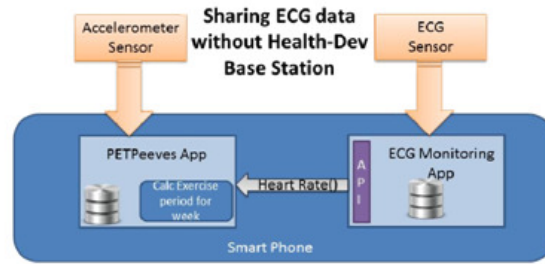 Accelerometer
Sensor
Sharing ECG data
without Health-Dev
Base Station
ECG
Sensor
PETPeeves App
Calc Exercise
period for
week
Heart Rate()
API
ECG Monitoring
App
Smart Phone